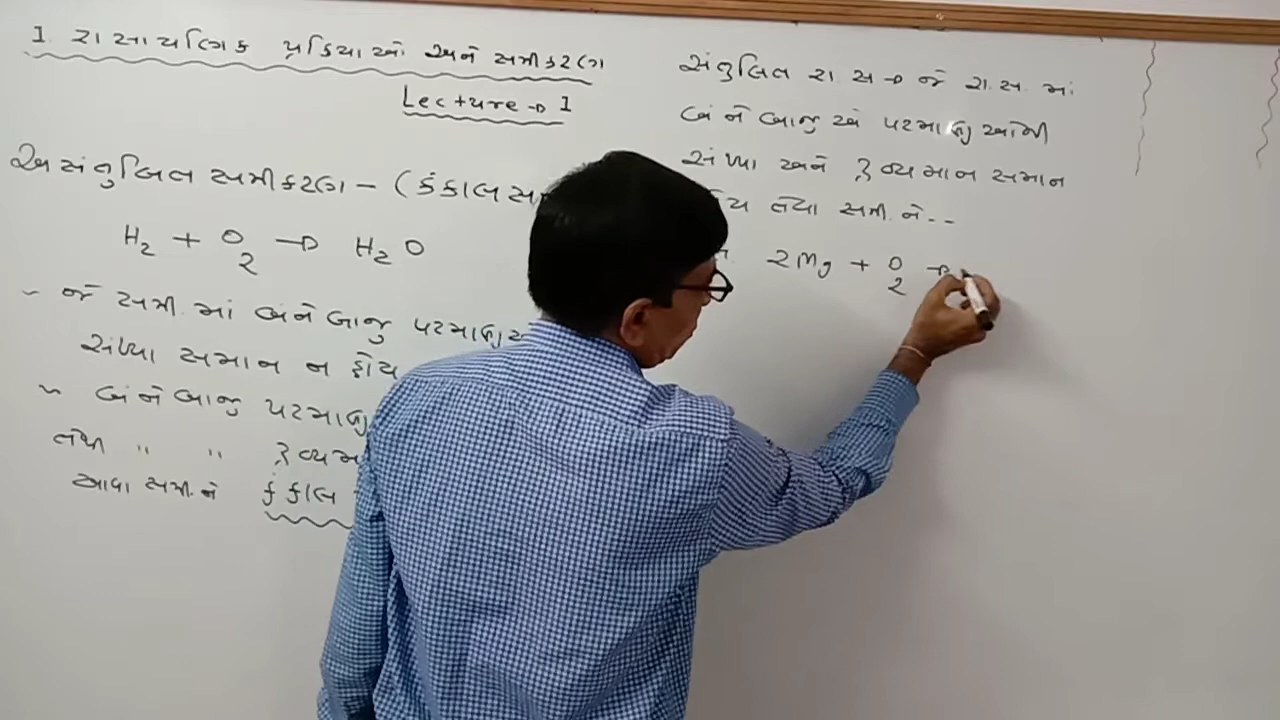 1. રાસાયણિક પ્રક્રિયાઓ અને સમીકરણ
Lecture → 1
અસંતુલિત સમીકરણ - (કંકાલ
H₂ + O₂ → H₂O
~ જે સમી. માં બંને બાજુ પરમાણુ
સંખ્યા સમાન ન હોય
~ બંને બાજુ પરમાણુ
તથી " " દ્રવ્યમા
આવા સમી.ને કંકાલ
સંતુલિત રા. સ → જે રા.સ. માં
બંને બાજુએ પરમાણુઓની
સંખ્યા અને દ્રવ્યમાન સમાન
તેવા સમી.ને--
2Mg + O₂ →